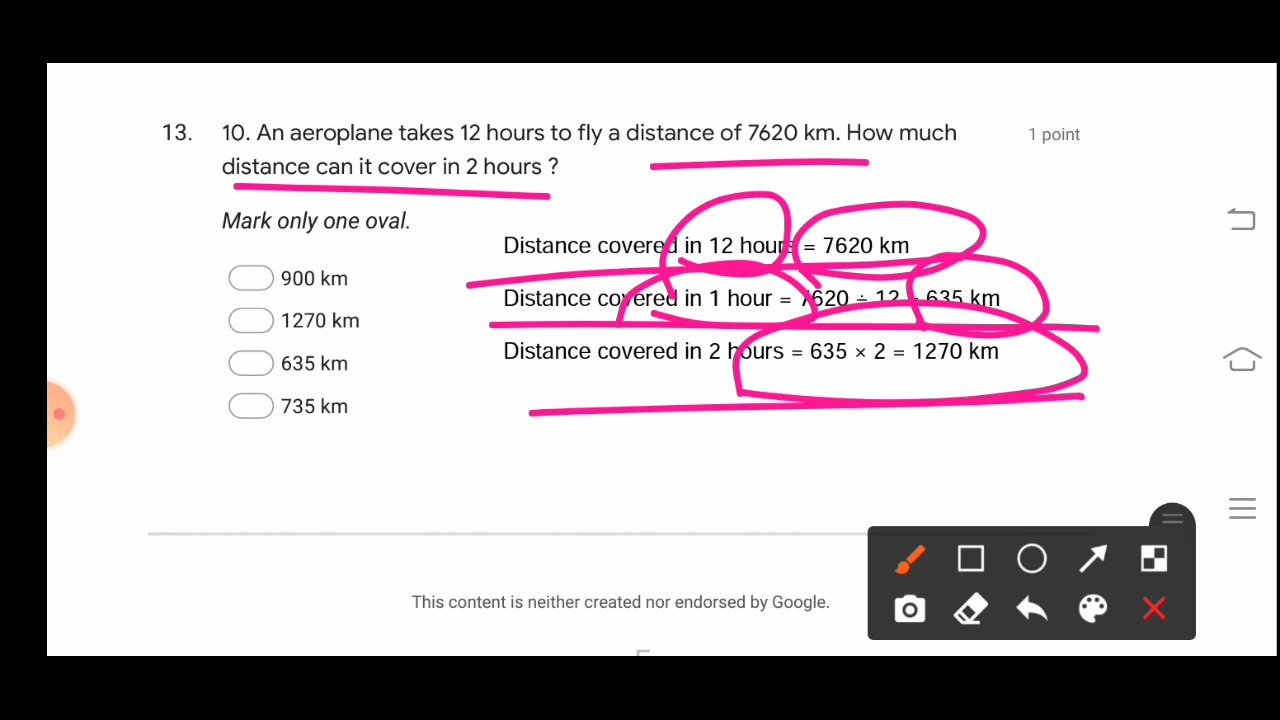 13. 10. An aeroplane takes 12 hours to fly a distance of 7620 km. How much 1 point
distance can it cover in 2 hours ?
Mark only one oval.
900 km
1270 km
635 km
735 km
Distance covered in 12 hours = 7620 km
Distance covered in 1 hour = 7620 ÷ 12 = 635 km
Distance covered in 2 hours = 635 × 2 = 1270 km
This content is neither created nor endorsed by Google.